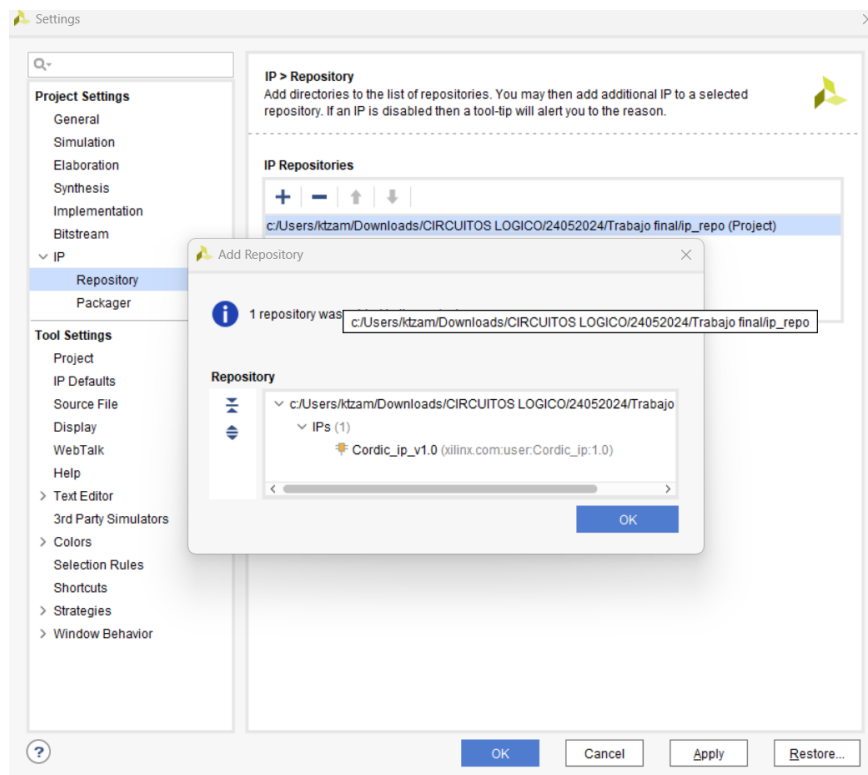 Settings
Project Settings
General
Simulation
Elaboration
Synthesis
Implementation
Bitstream
IP
Repository
Packager
Tool Settings
Project
IP Defaults
Source File
Display
WebTalk
Help
Text Editor
3rd Party Simulators
Colors
Selection Rules
Shortcuts
Strategies
Window Behavior
IP > Repository
Add directories to the list of repositories. You may then add additional IP to a selected
repository. If an IP is disabled then a tool-tip will alert you to the reason.
IP Repositories
c:/Users/ktzam/Downloads/CIRCUITOS LOGICO/24052024/Trabajo final/ip_repo (Project)
Add Repository
1 repository was
c:/Users/ktzam/Downloads/CIRCUITOS LOGICO/24052024/Trabajo final/ip_repo
Repository
c:/Users/ktzam/Downloads/CIRCUITOS LOGICO/24052024/Trabajo
IPs (1)
Cordic_ip_v1.0 (xilinx.com:user:Cordic_ip:1.0)
OK
?
OK
Cancel
Apply
Restore...